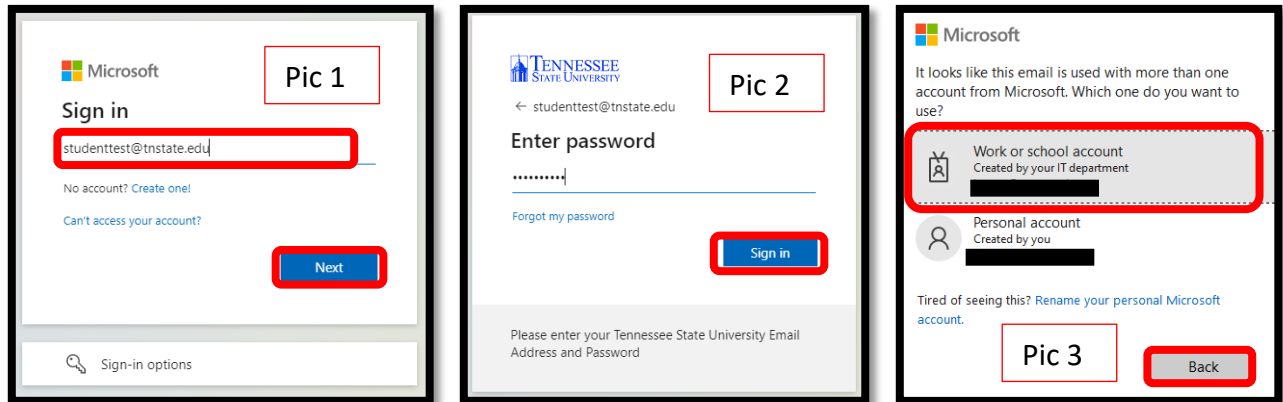 Microsoft
Pic 1
Sign in
studenttest@tnstate.edu
No account? Create one!
Can't access your account?
Next
Sign-in options
TENNESSEE
STATE UNIVERSITY
Pic 2
← studenttest@tnstate.edu
Enter password
••••••••••
Forgot my password
Sign in
Please enter your Tennessee State University Email
Address and Password
Microsoft
It looks like this email is used with more than one
account from Microsoft. Which one do you want to
use?
Work or school account
Created by your IT department
Personal account
Created by you
Tired of seeing this? Rename your personal Microsoft
account.
Pic 3
Back